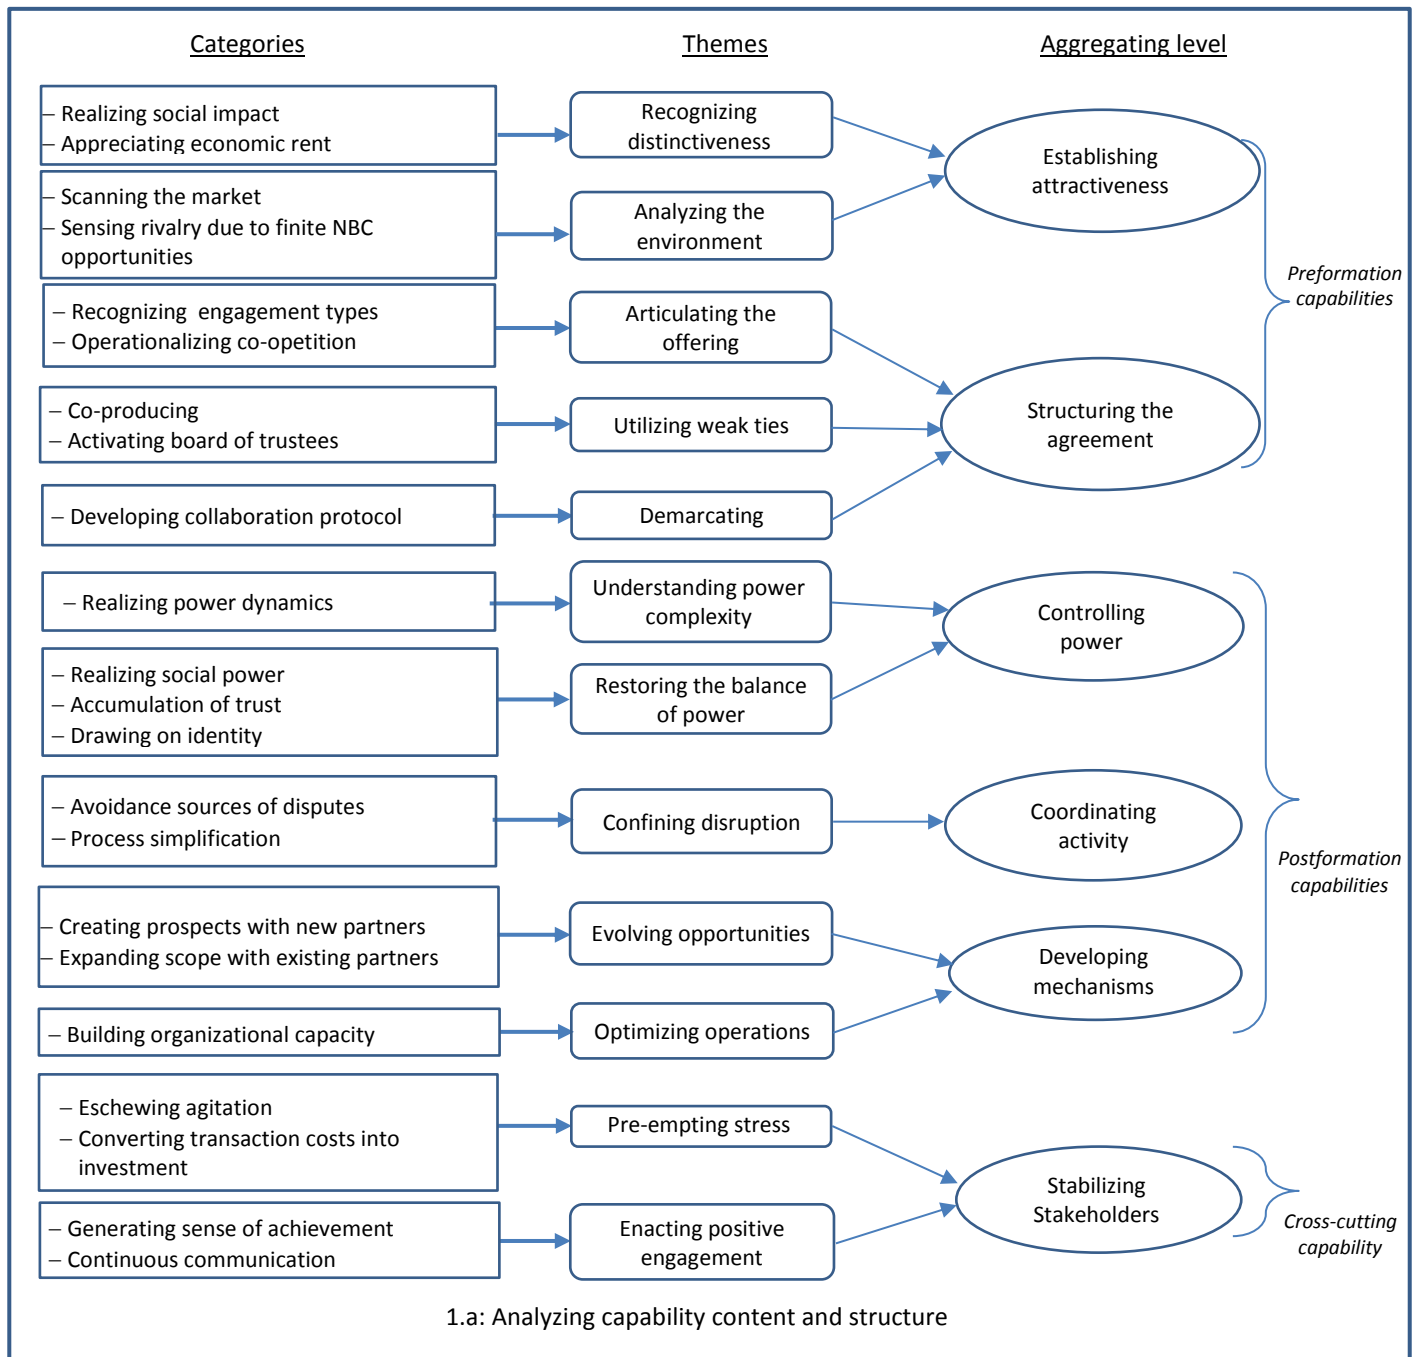 Categories
Themes
Aggregating level
– Realizing social impact
– Appreciating economic rent
Recognizing
distinctiveness
Establishing
attractiveness
– Scanning the market
– Sensing rivalry due to finite NBC
opportunities
Analyzing the
environment
Preformation
capabilities
– Recognizing engagement types
– Operationalizing co-opetition
Articulating the
offering
– Co-producing
– Activating board of trustees
Utilizing weak ties
Structuring the
agreement
– Developing collaboration protocol
Demarcating
– Realizing power dynamics
Understanding power
complexity
Controlling
power
– Realizing social power
– Accumulation of trust
– Drawing on identity
Restoring the balance
of power
– Avoidance sources of disputes
– Process simplification
Confining disruption
Coordinating
activity
Postformation
capabilities
– Creating prospects with new partners
– Expanding scope with existing partners
Evolving opportunities
Developing
mechanisms
– Building organizational capacity
Optimizing operations
– Eschewing agitation
– Converting transaction costs into
investment
Pre-empting stress
Stabilizing
Stakeholders
– Generating sense of achievement
– Continuous communication
Enacting positive
engagement
Cross-cutting
capability
1.a: Analyzing capability content and structure